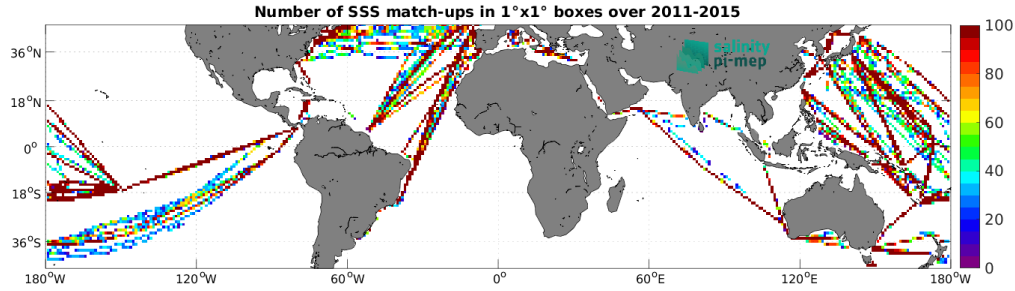 Number of SSS match-ups in 1°x1° boxes over 2011-2015
salinity
pi-mep
36°N
18°N
0°
18°S
36°S
180°W
120°W
60°W
0°
60°E
120°E
180°W
100
80
60
40
20
0